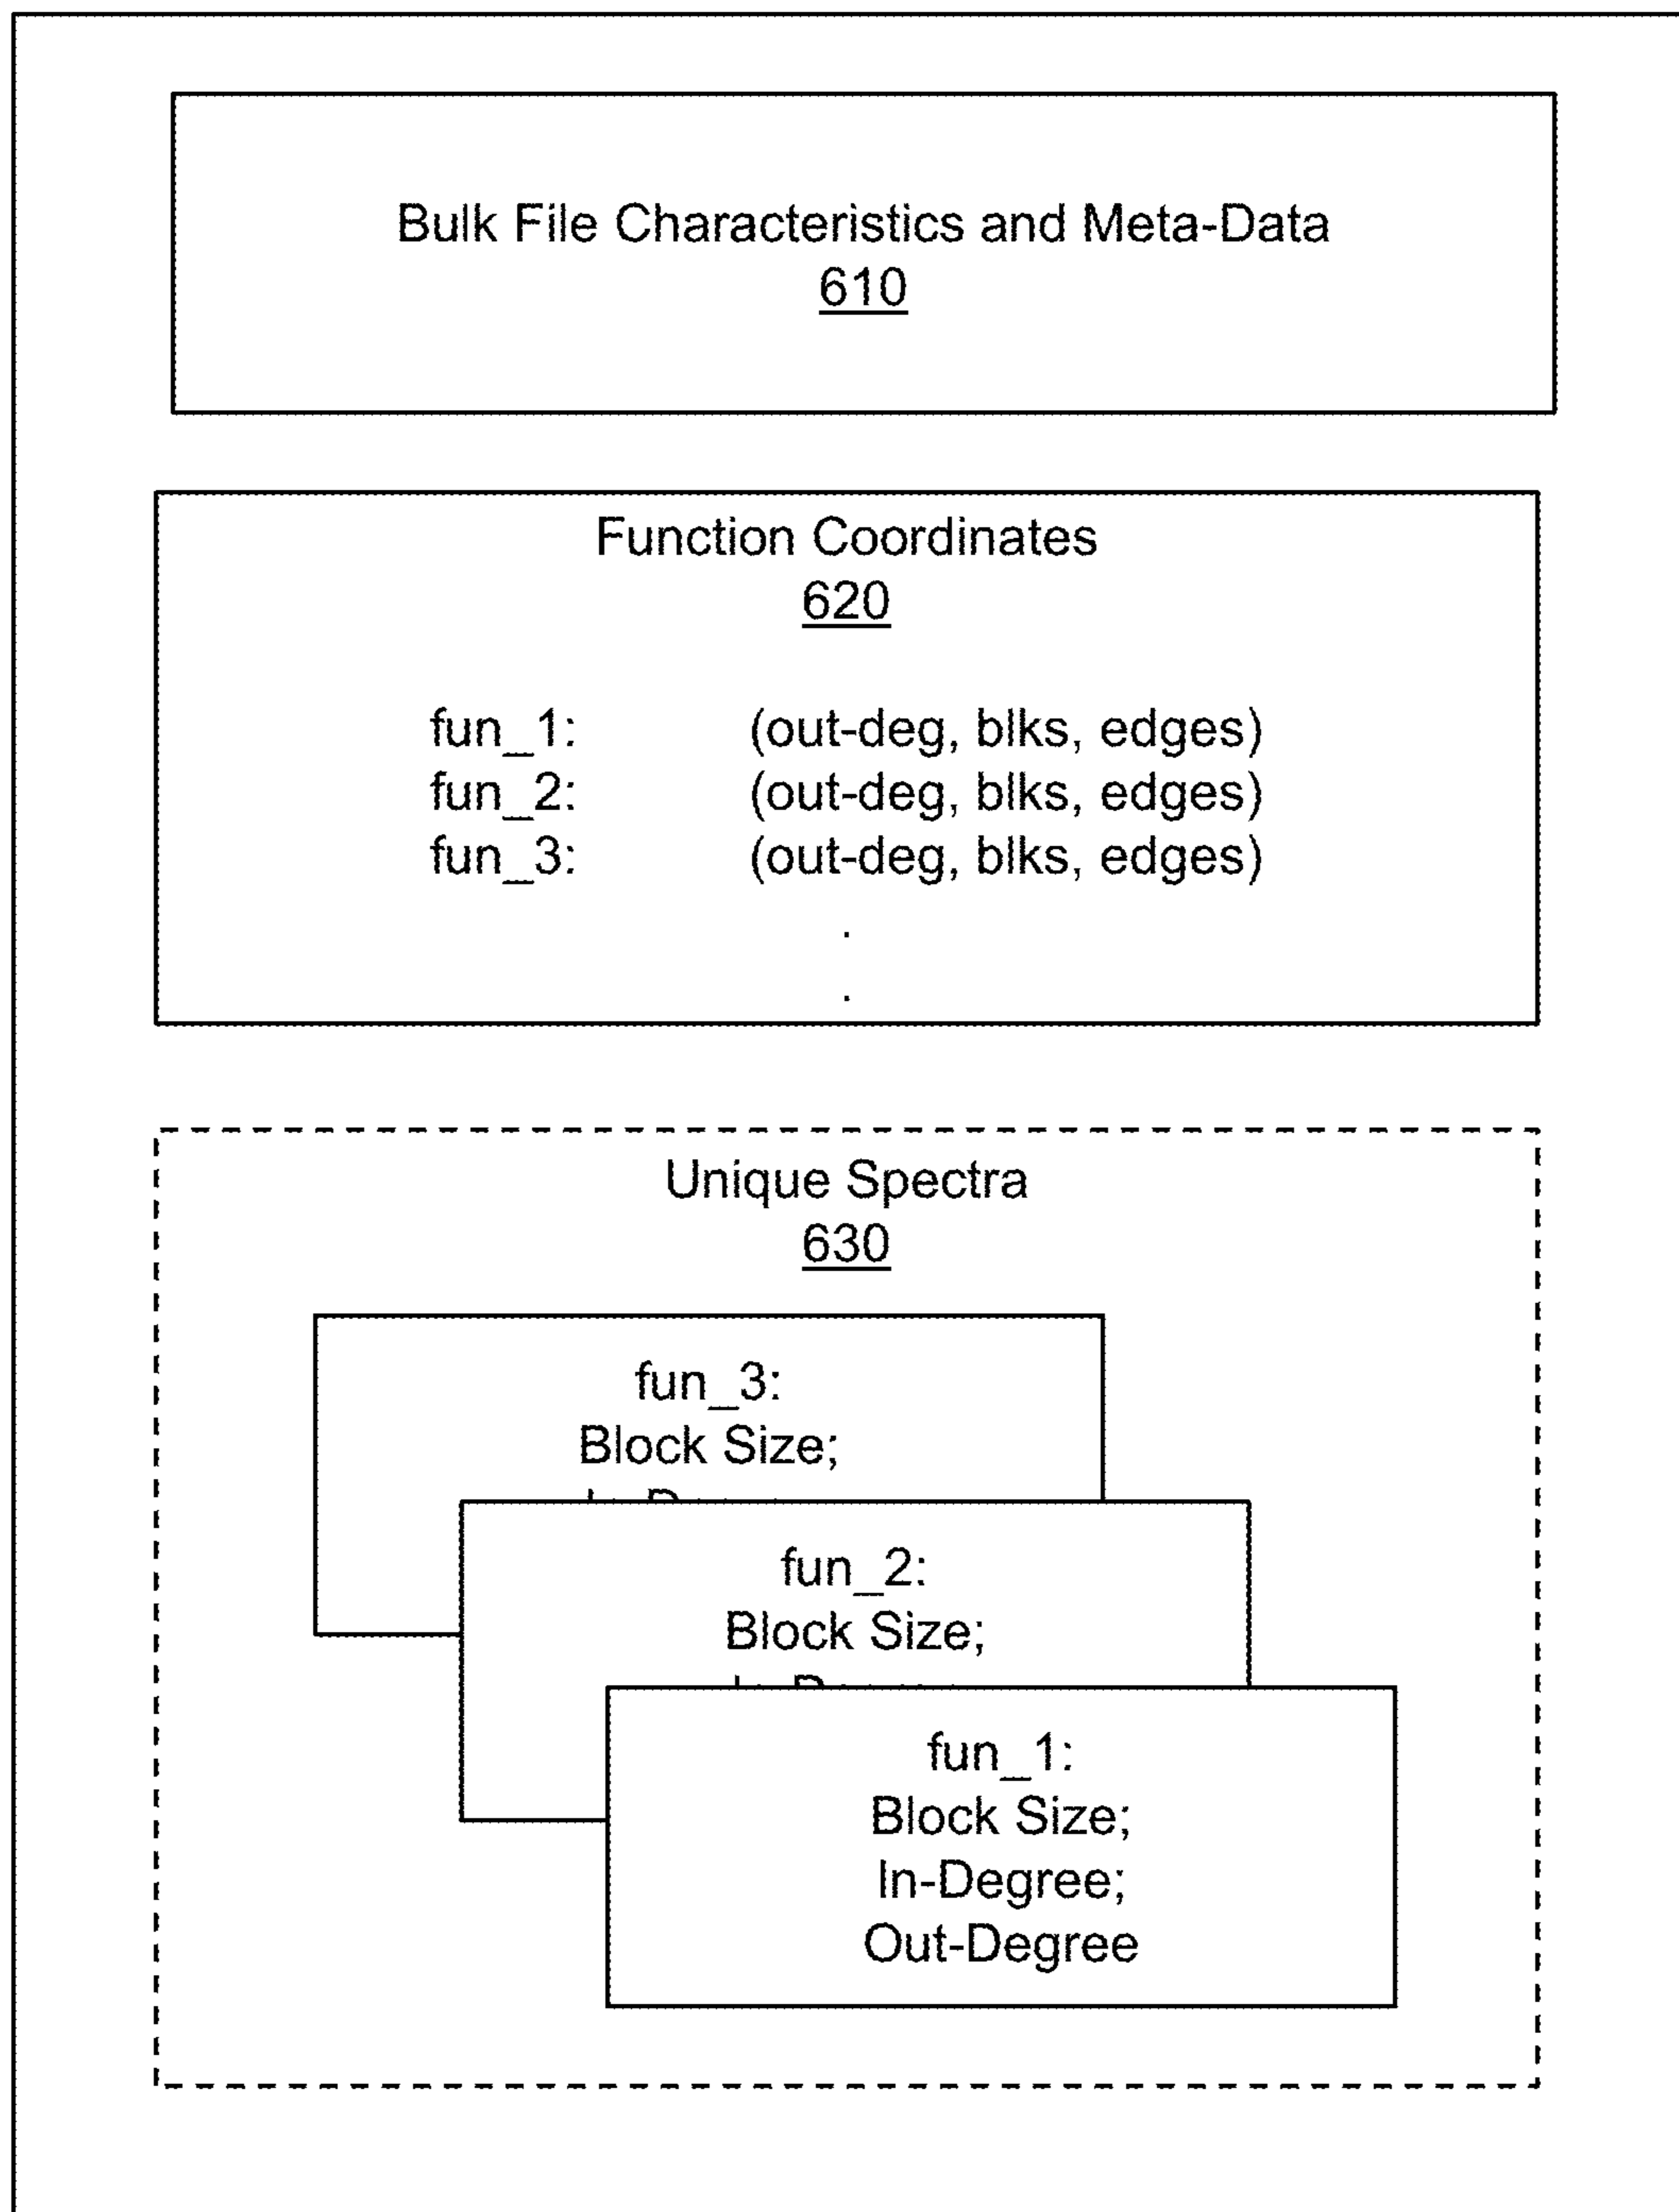 Bulk File Characteristics and Meta-Data
610
Function Coordinates
620
fun_1: (out-deg, blks, edges)
fun_2: (out-deg, blks, edges)
fun_3: (out-deg, blks, edges)
.
.
Unique Spectra
630
fun_3:
Block Size;
fun_2:
Block Size;
fun_1:
Block Size;
In-Degree;
Out-Degree